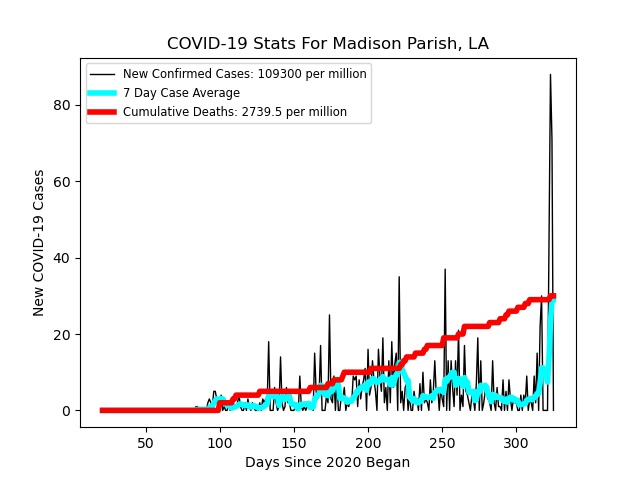 COVID-19 Stats For Madison Parish, LA
New Confirmed Cases: 109300 per million
7 Day Case Average
Cumulative Deaths: 2739.5 per million
New COVID-19 Cases
80
60
40
20
0
50
100
150
200
250
300
Days Since 2020 Began